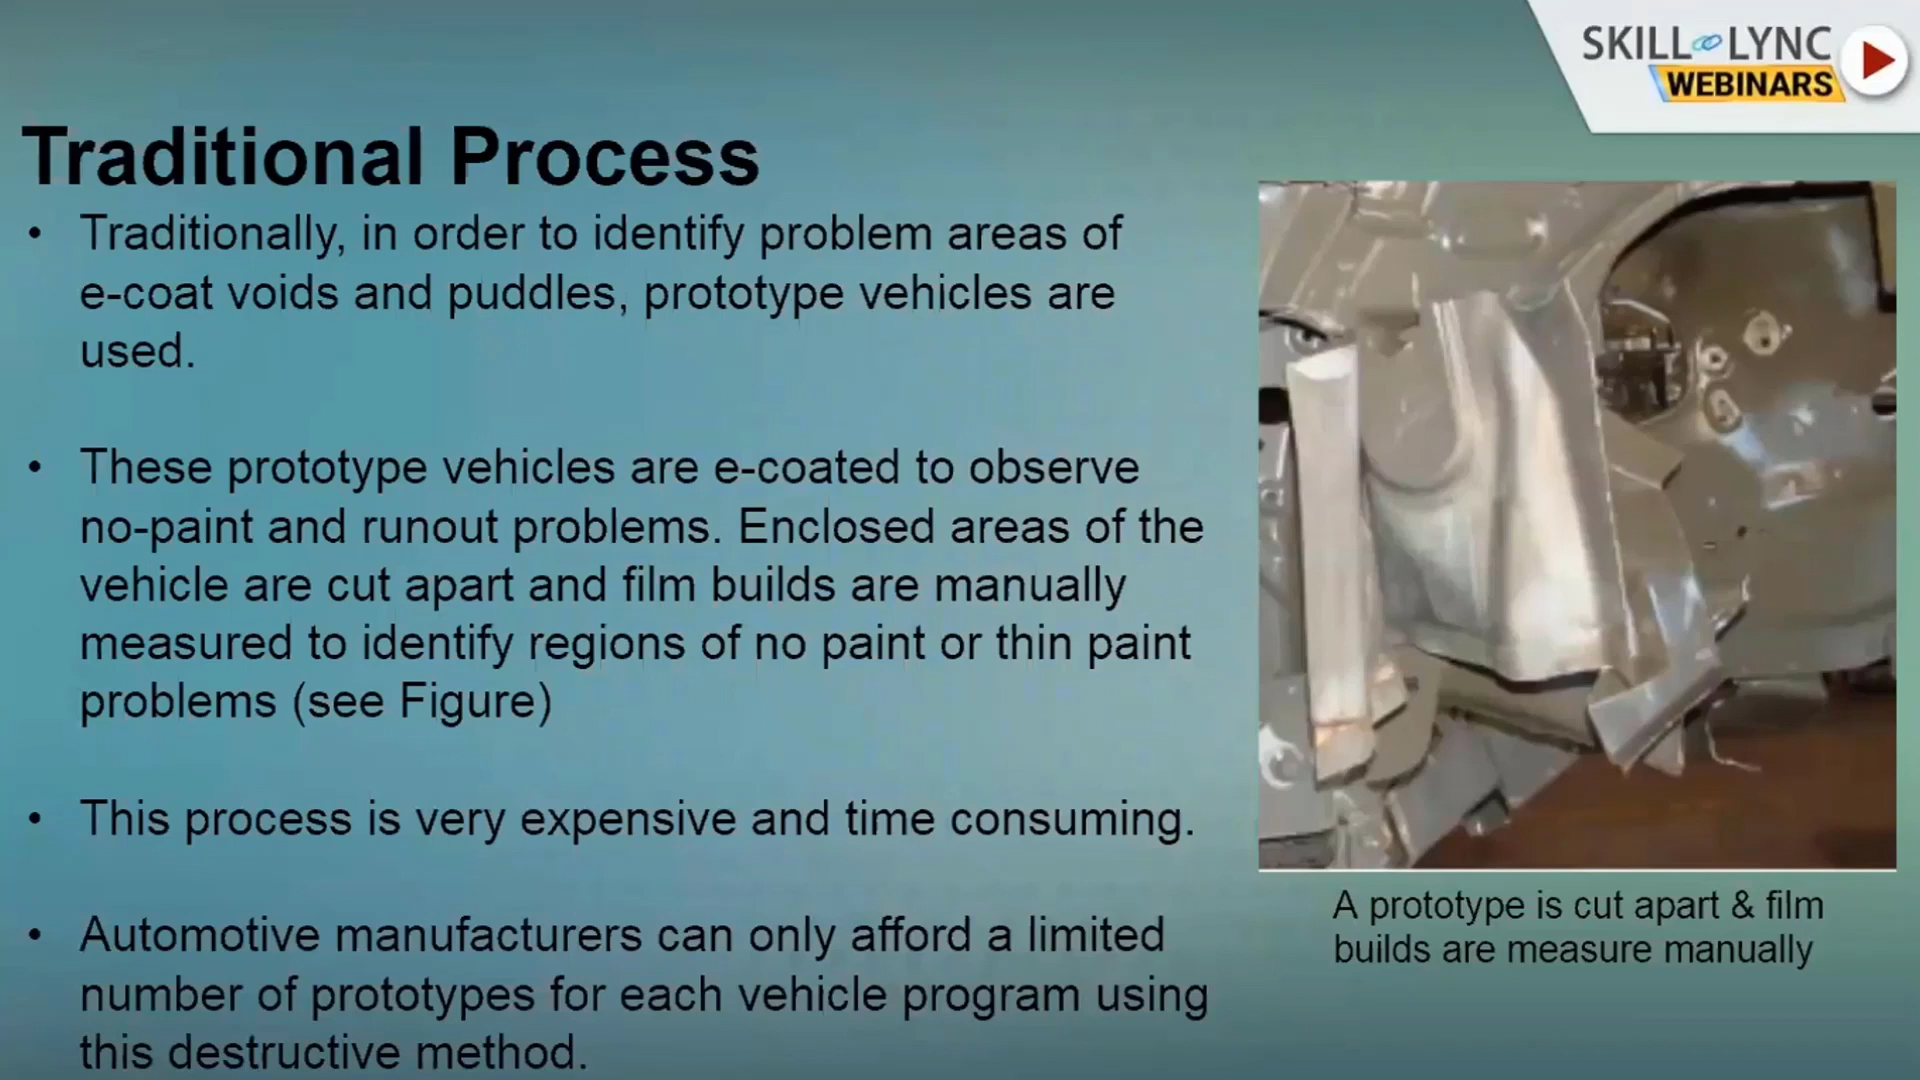 SKILL LYNC
WEBINARS
Traditional Process
• Traditionally, in order to identify problem areas of
e-coat voids and puddles, prototype vehicles are
used.
• These prototype vehicles are e-coated to observe
no-paint and runout problems. Enclosed areas of the
vehicle are cut apart and film builds are manually
measured to identify regions of no paint or thin paint
problems (see Figure)
• This process is very expensive and time consuming.
• Automotive manufacturers can only afford a limited
number of prototypes for each vehicle program using
this destructive method.
A prototype is cut apart & film
builds are measure manually